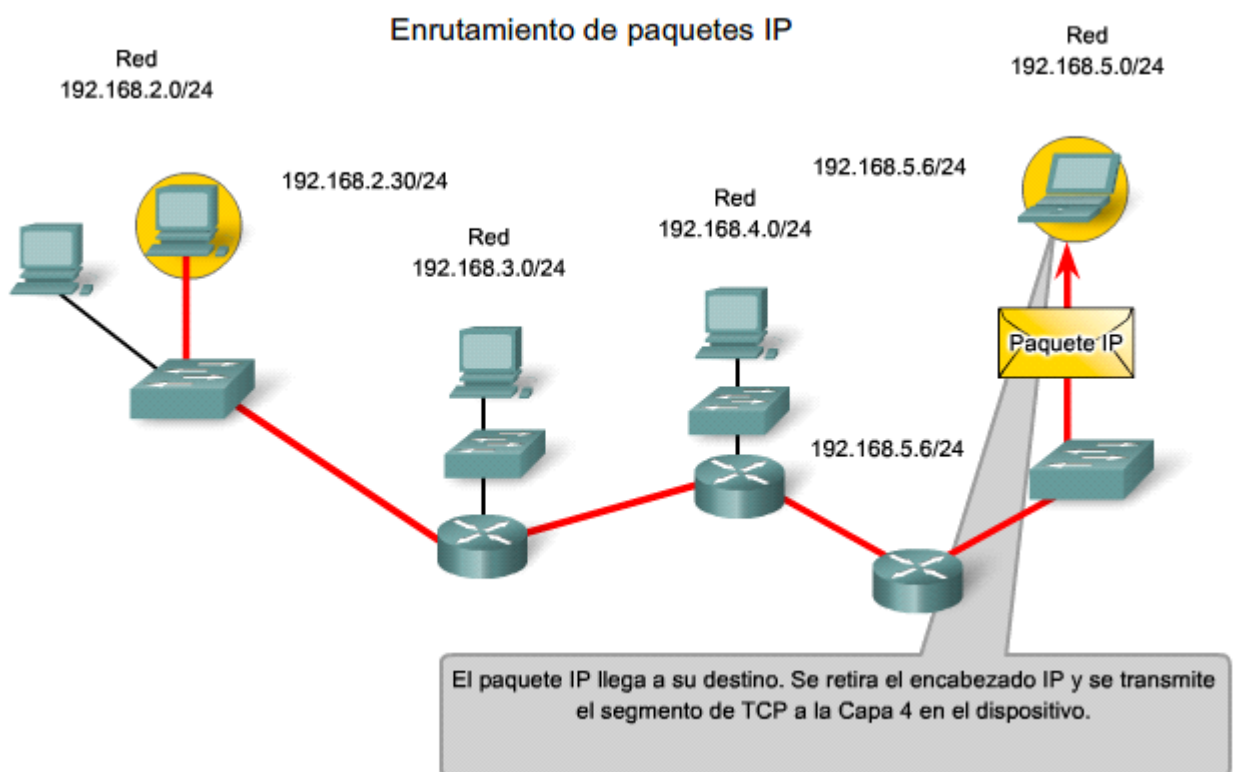 Enrutamiento de paquetes IP
Red
192.168.2.0/24
Red
192.168.5.0/24
192.168.2.30/24
192.168.5.6/24
Red
192.168.4.0/24
Red
192.168.3.0/24
Paquete IP
192.168.5.6/24
El paquete IP llega a su destino. Se retira el encabezado IP y se transmite
el segmento de TCP a la Capa 4 en el dispositivo.